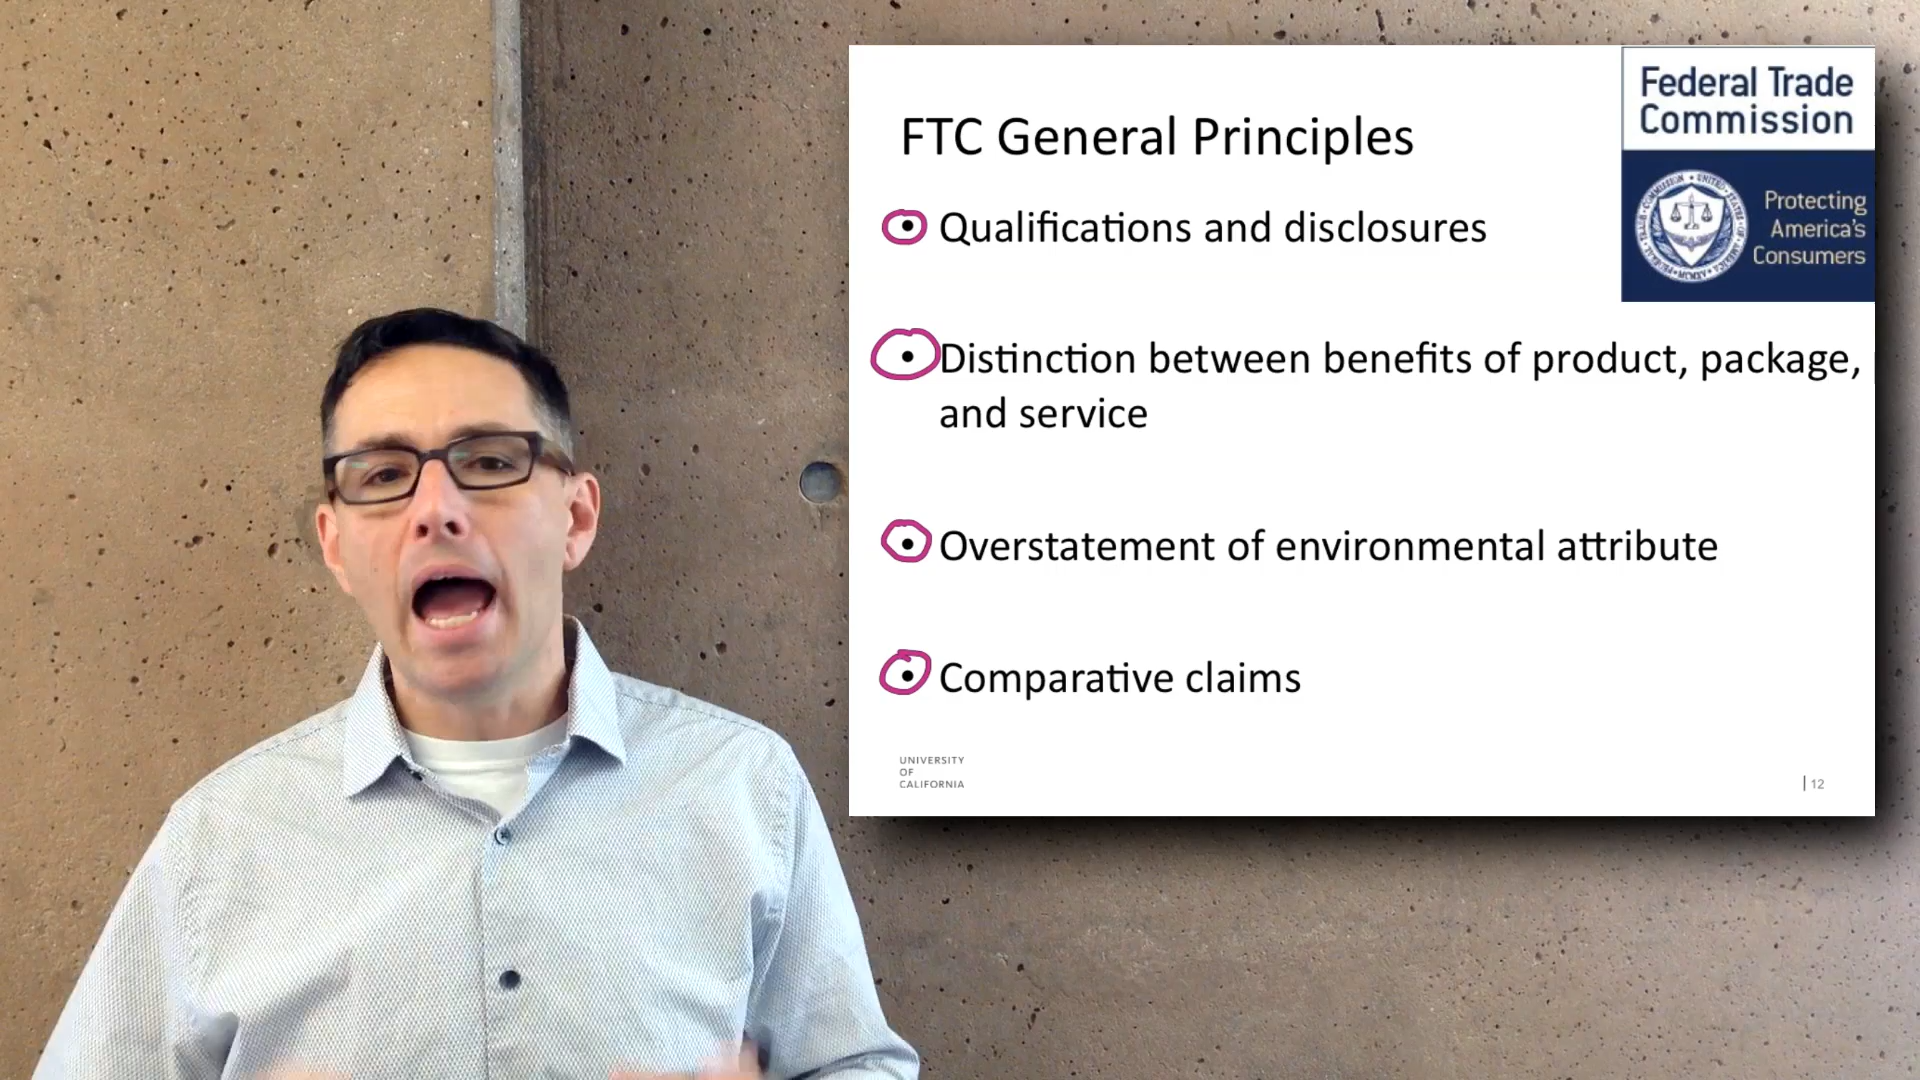 FTC General Principles
Federal Trade
Commission
Protecting
America's
Consumers
• Qualifications and disclosures
• Distinction between benefits of product, package,
and service
• Overstatement of environmental attribute
• Comparative claims
UNIVERSITY
OF
CALIFORNIA
| 12